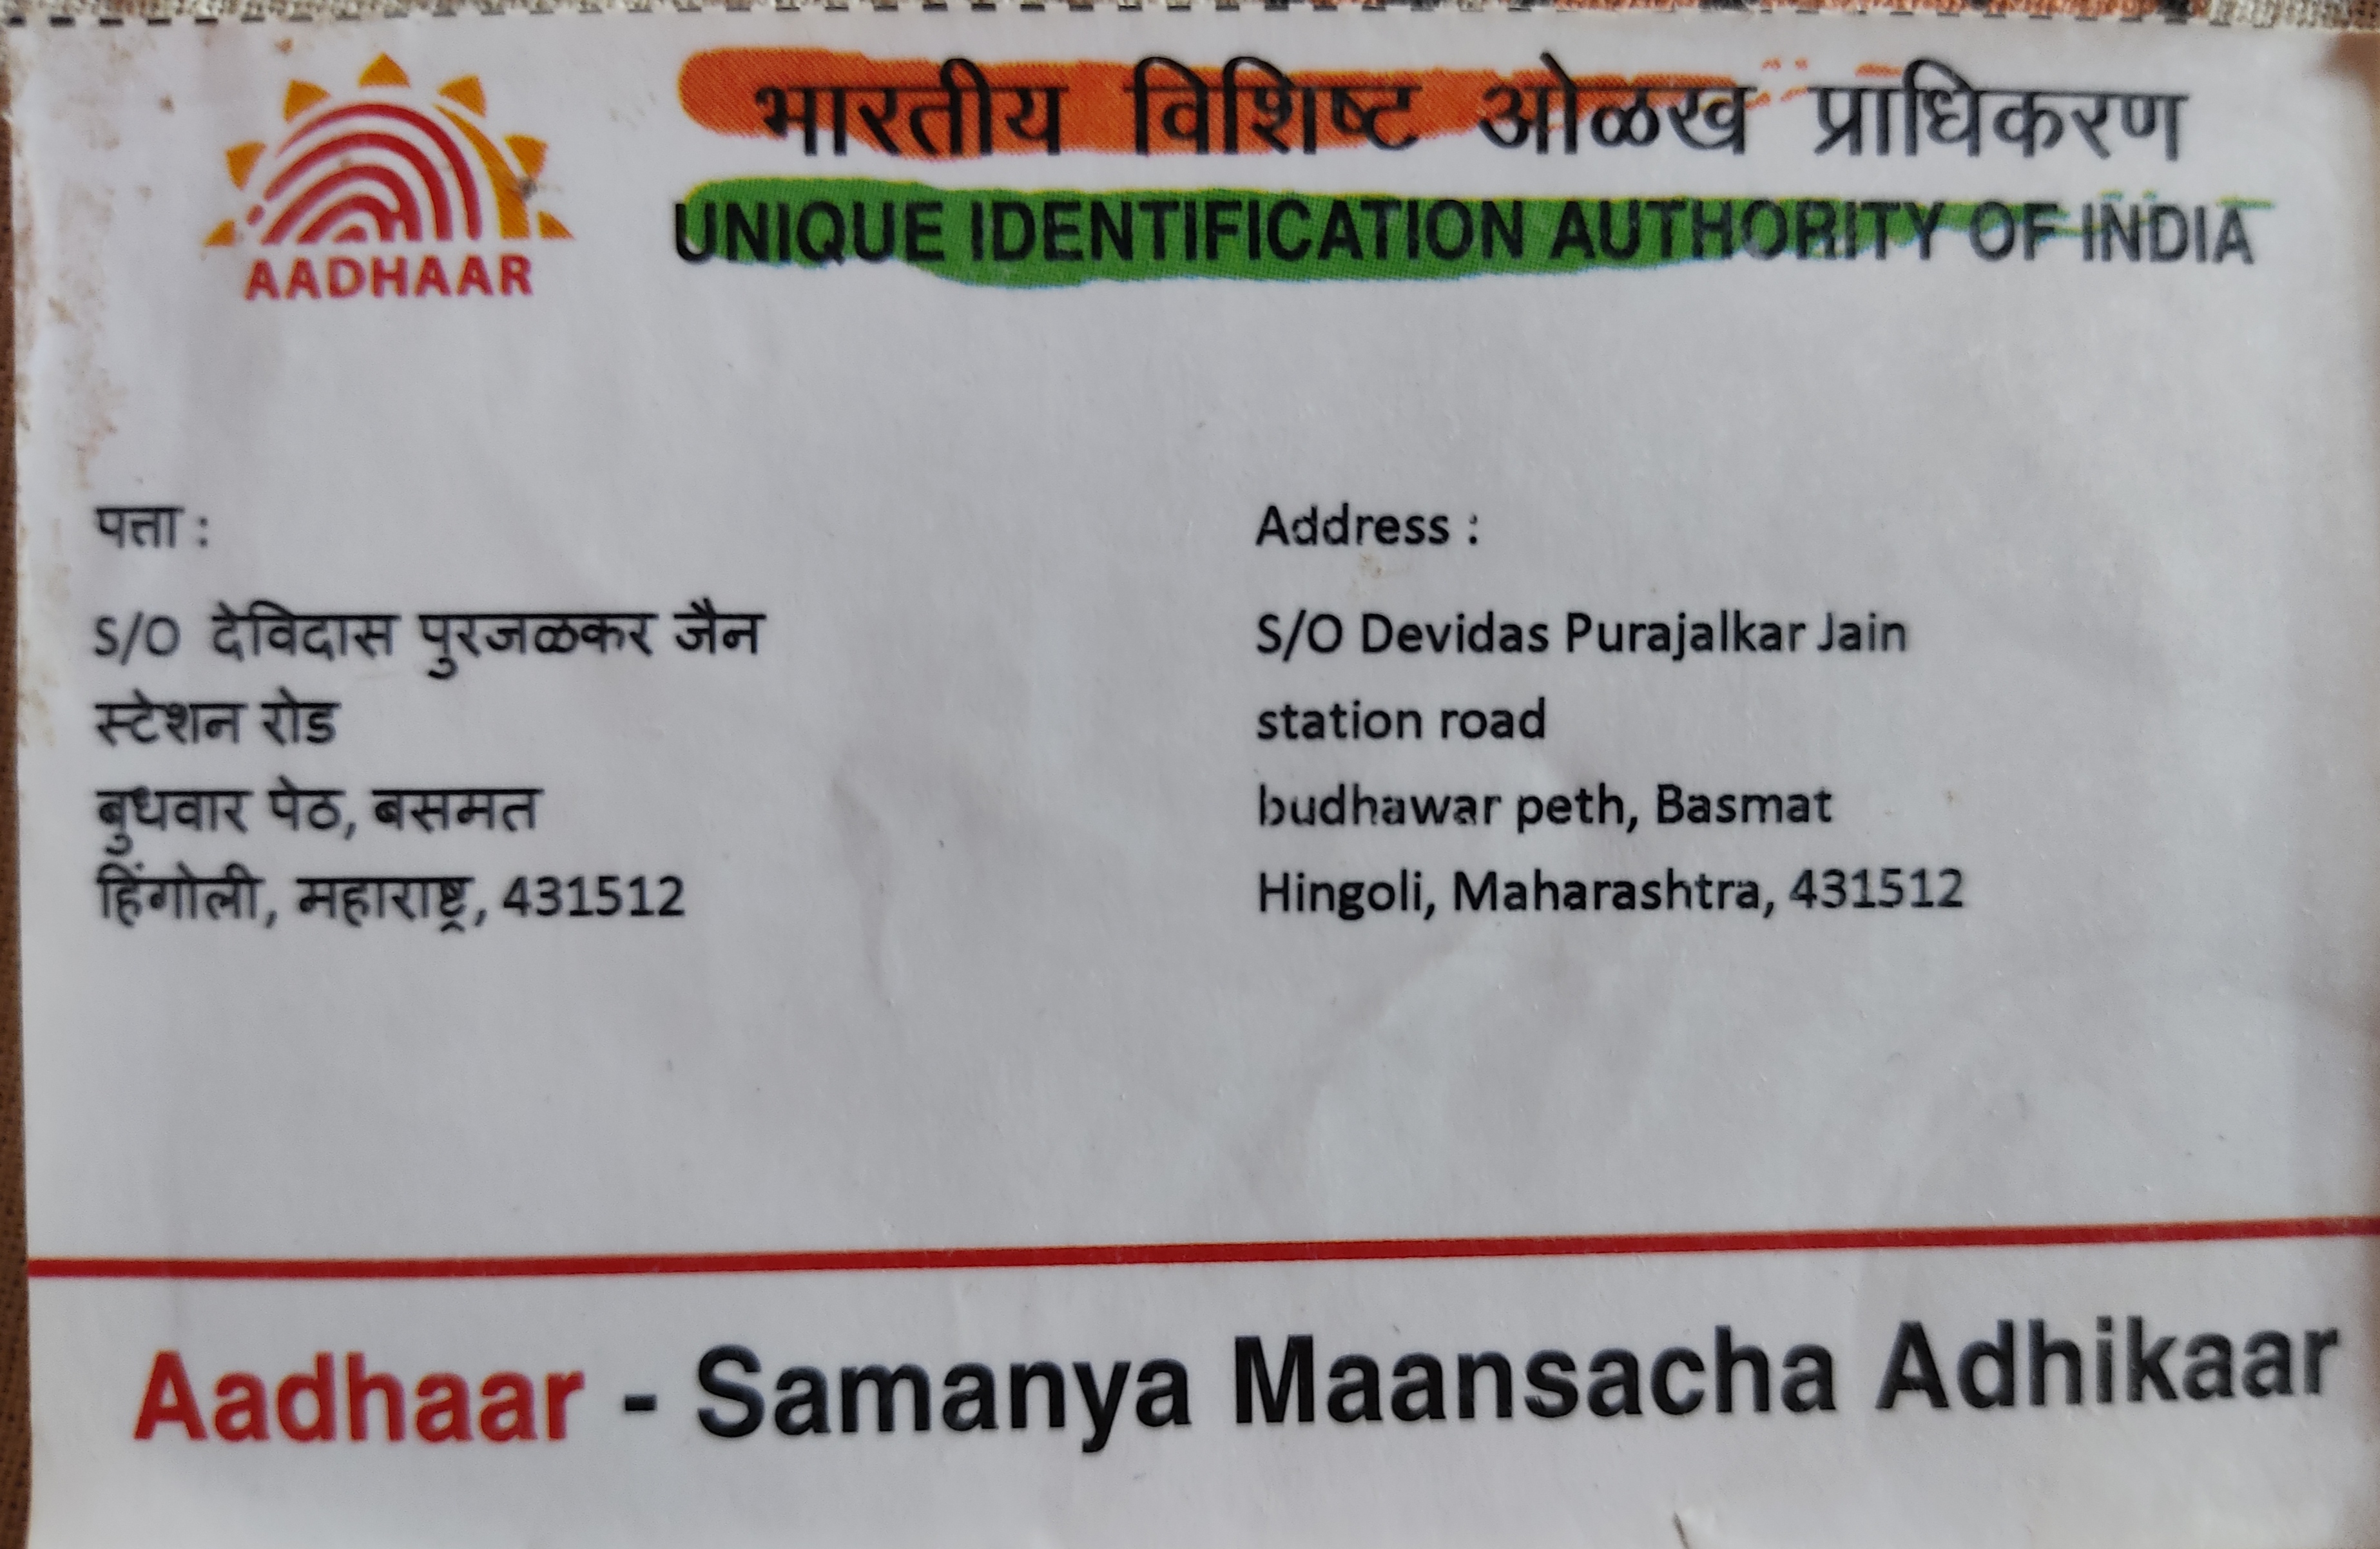 भारतीय विशिष्ट ओळख प्राधिकरण
AADHAAR
UNIQUE IDENTIFICATION AUTHORITY OF INDIA
पत्ता :
S/O देविदास पुरजळकर जैन
स्टेशन रोड
बुधवार पेठ, बसमत
हिंगोली, महाराष्ट्र, 431512
Address :
S/O Devidas Purajalkar Jain
station road
budhawar peth, Basmat
Hingoli, Maharashtra, 431512
Aadhaar - Samanya Maansacha Adhikaar